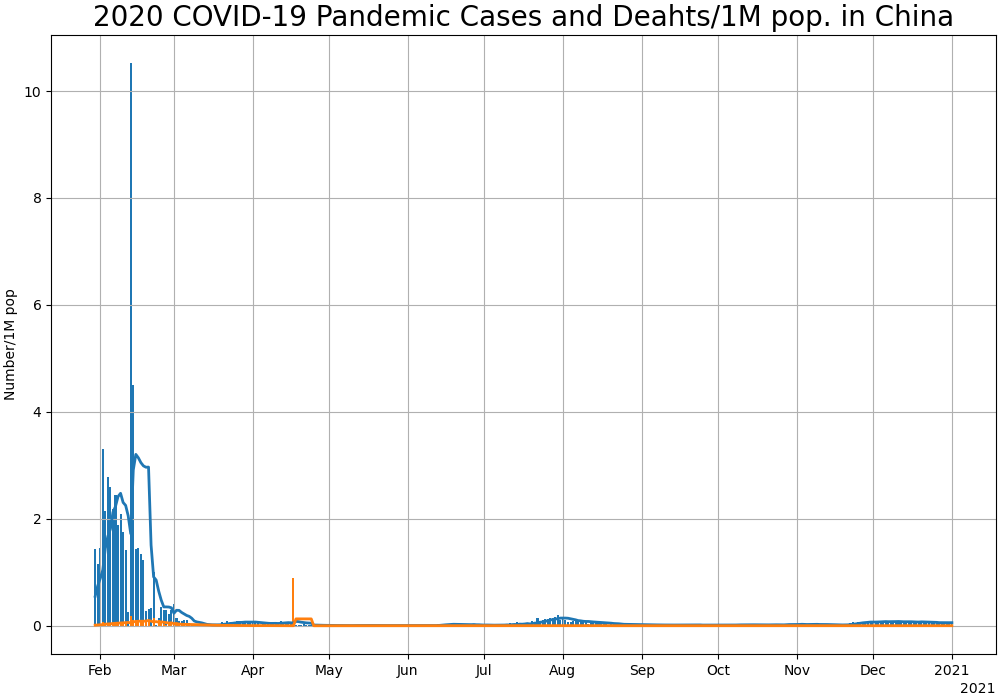 2020 COVID-19 Pandemic Cases and Deahts/1M pop. in China
Number/1M pop
10
8
6
4
2
0
Feb Mar Apr May Jun Jul Aug Sep Oct Nov Dec 2021
2021